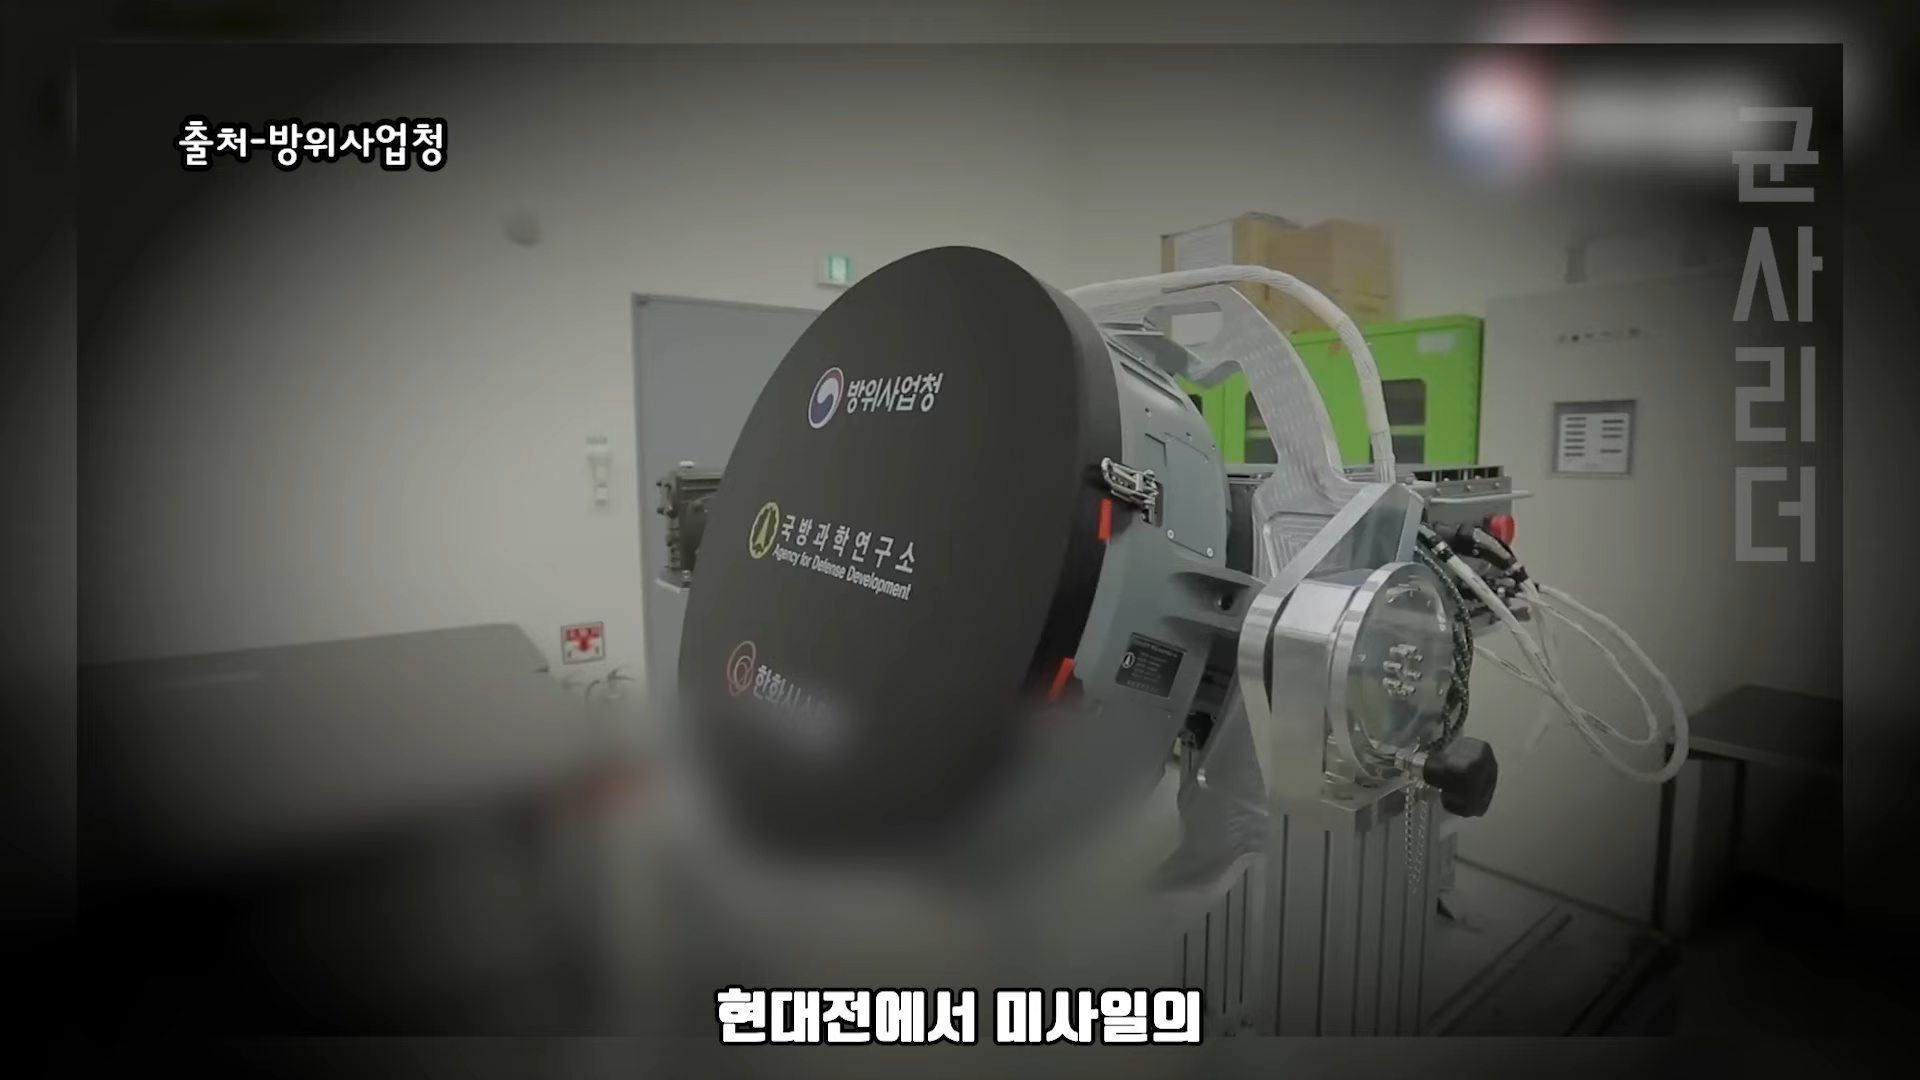 출처-방위사업청
군사리더
방위사업청
국방과학연구소
Agency for Defense Development
현대전에서 미사일의